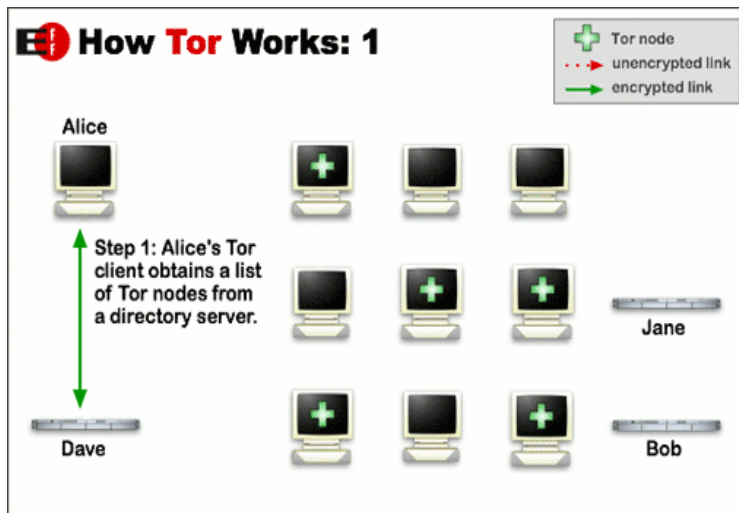 EFF How Tor Works: 1
Tor node
unencrypted link
encrypted link
Alice
Step 1: Alice's Tor
client obtains a list
of Tor nodes from
a directory server.
Jane
Dave
Bob